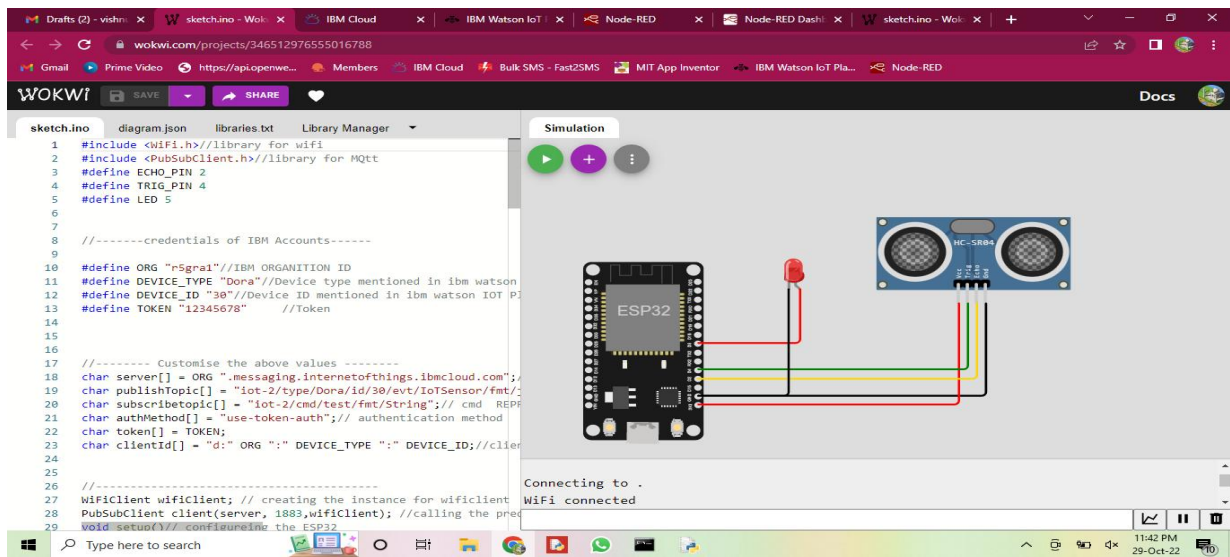 Drafts (2) - vishnu
sketch.ino - Wok
IBM Cloud
IBM Watson IoT
Node-RED
Node-RED Dash
sketch.ino - Wok
wokwi.com/projects/346512976555016788
Gmail
Prime Video
https://api.openwe...
Members
IBM Cloud
Bulk SMS - Fast2SMS
MIT App Inventor
IBM Watson IoT Pla...
Node-RED
WOKWI
SAVE
SHARE
Docs
sketch.ino
diagram.json
libraries.txt
Library Manager
Simulation
1 #include <WiFi.h>//library for wifi
2 #include <PubSubClient.h>//library for MQtt
3 #define ECHO_PIN 2
4 #define TRIG_PIN 4
5 #define LED 5
6
7
8 //-------credentials of IBM Accounts------
9
10 #define ORG "r5gra1"//IBM ORGANITION ID
11 #define DEVICE_TYPE "Dora"//Device type mentioned in ibm watson
12 #define DEVICE_ID "30"//Device ID mentioned in ibm watson IOT Pl
13 #define TOKEN "12345678" //Token
14
15
16
17 //-------- Customise the above values --------
18 char server[] = ORG ".messaging.internetofthings.ibmcloud.com";/
19 char publishTopic[] = "iot-2/type/Dora/id/30/evt/IoTSensor/fmt/j
20 char subscribetopic[] = "iot-2/cmd/test/fmt/String";// cmd REPR
21 char authMethod[] = "use-token-auth";// authentication method
22 char token[] = TOKEN;
23 char clientId[] = "d:" ORG ":" DEVICE_TYPE ":" DEVICE_ID;//clien
24
25
26 //-----------------------------------------
27 WiFiClient wifiClient; // creating the instance for wificlient
28 PubSubClient client(server, 1883,wifiClient); //calling the pred
29 void setup()// configureing the ESP32
ESP32
HC-SR04
Vcc
Trig
Echo
Gnd
Connecting to .
WiFi connected
Type here to search
11:42 PM
29-Oct-22
10